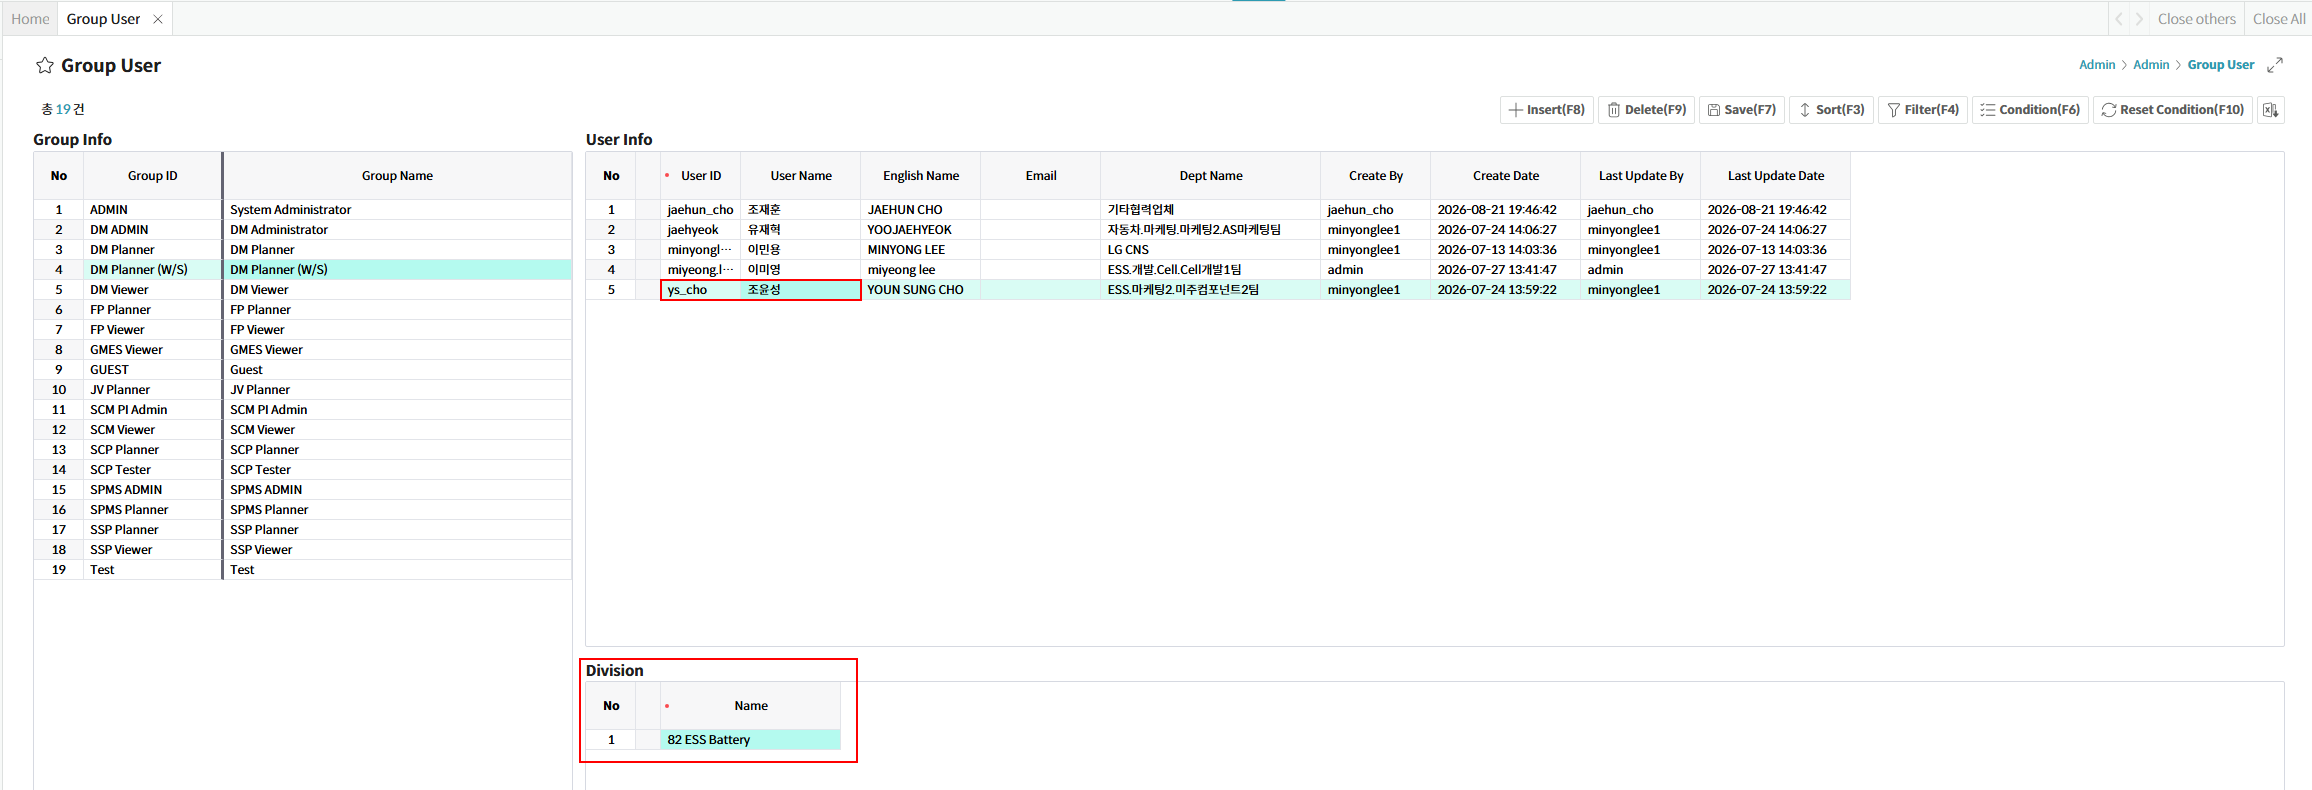 Home
Group User
Close others
Close All
Group User
Admin > Admin > Group User
총 19 건
Insert(F8)
Delete(F9)
Save(F7)
Sort(F3)
Filter(F4)
Condition(F6)
Reset Condition(F10)
Group Info
No Group ID Group Name
1 ADMIN System Administrator
2 DM ADMIN DM Administrator
3 DM Planner DM Planner
4 DM Planner (W/S) DM Planner (W/S)
5 DM Viewer DM Viewer
6 FP Planner FP Planner
7 FP Viewer FP Viewer
8 GMES Viewer GMES Viewer
9 GUEST Guest
10 JV Planner JV Planner
11 SCM PI Admin SCM PI Admin
12 SCM Viewer SCM Viewer
13 SCP Planner SCP Planner
14 SCP Tester SCP Tester
15 SPMS ADMIN SPMS ADMIN
16 SPMS Planner SPMS Planner
17 SSP Planner SSP Planner
18 SSP Viewer SSP Viewer
19 Test Test
User Info
No User ID User Name English Name Email Dept Name Create By Create Date Last Update By Last Update Date
1 jaehun_cho 조재훈 JAEHUN CHO 기타협력업체 jaehun_cho 2026-08-21 19:46:42 jaehun_cho 2026-08-21 19:46:42
2 jaehyeok 유재혁 YOOJAEHYEOK 자동차.마케팅.마케팅2.AS마케팅팀 minyonglee1 2026-07-24 14:06:27 minyonglee1 2026-07-24 14:06:27
3 minyongl··· 이민용 MINYONG LEE LG CNS minyonglee1 2026-07-13 14:03:36 minyonglee1 2026-07-13 14:03:36
4 miyeong.l··· 이미영 miyeong lee ESS.개발.Cell.Cell개발1팀 admin 2026-07-27 13:41:47 admin 2026-07-27 13:41:47
5 ys_cho 조윤성 YOUN SUNG CHO ESS.마케팅2.미주컴포넌트2팀 minyonglee1 2026-07-24 13:59:22 minyonglee1 2026-07-24 13:59:22
Division
No Name
1 82 ESS Battery